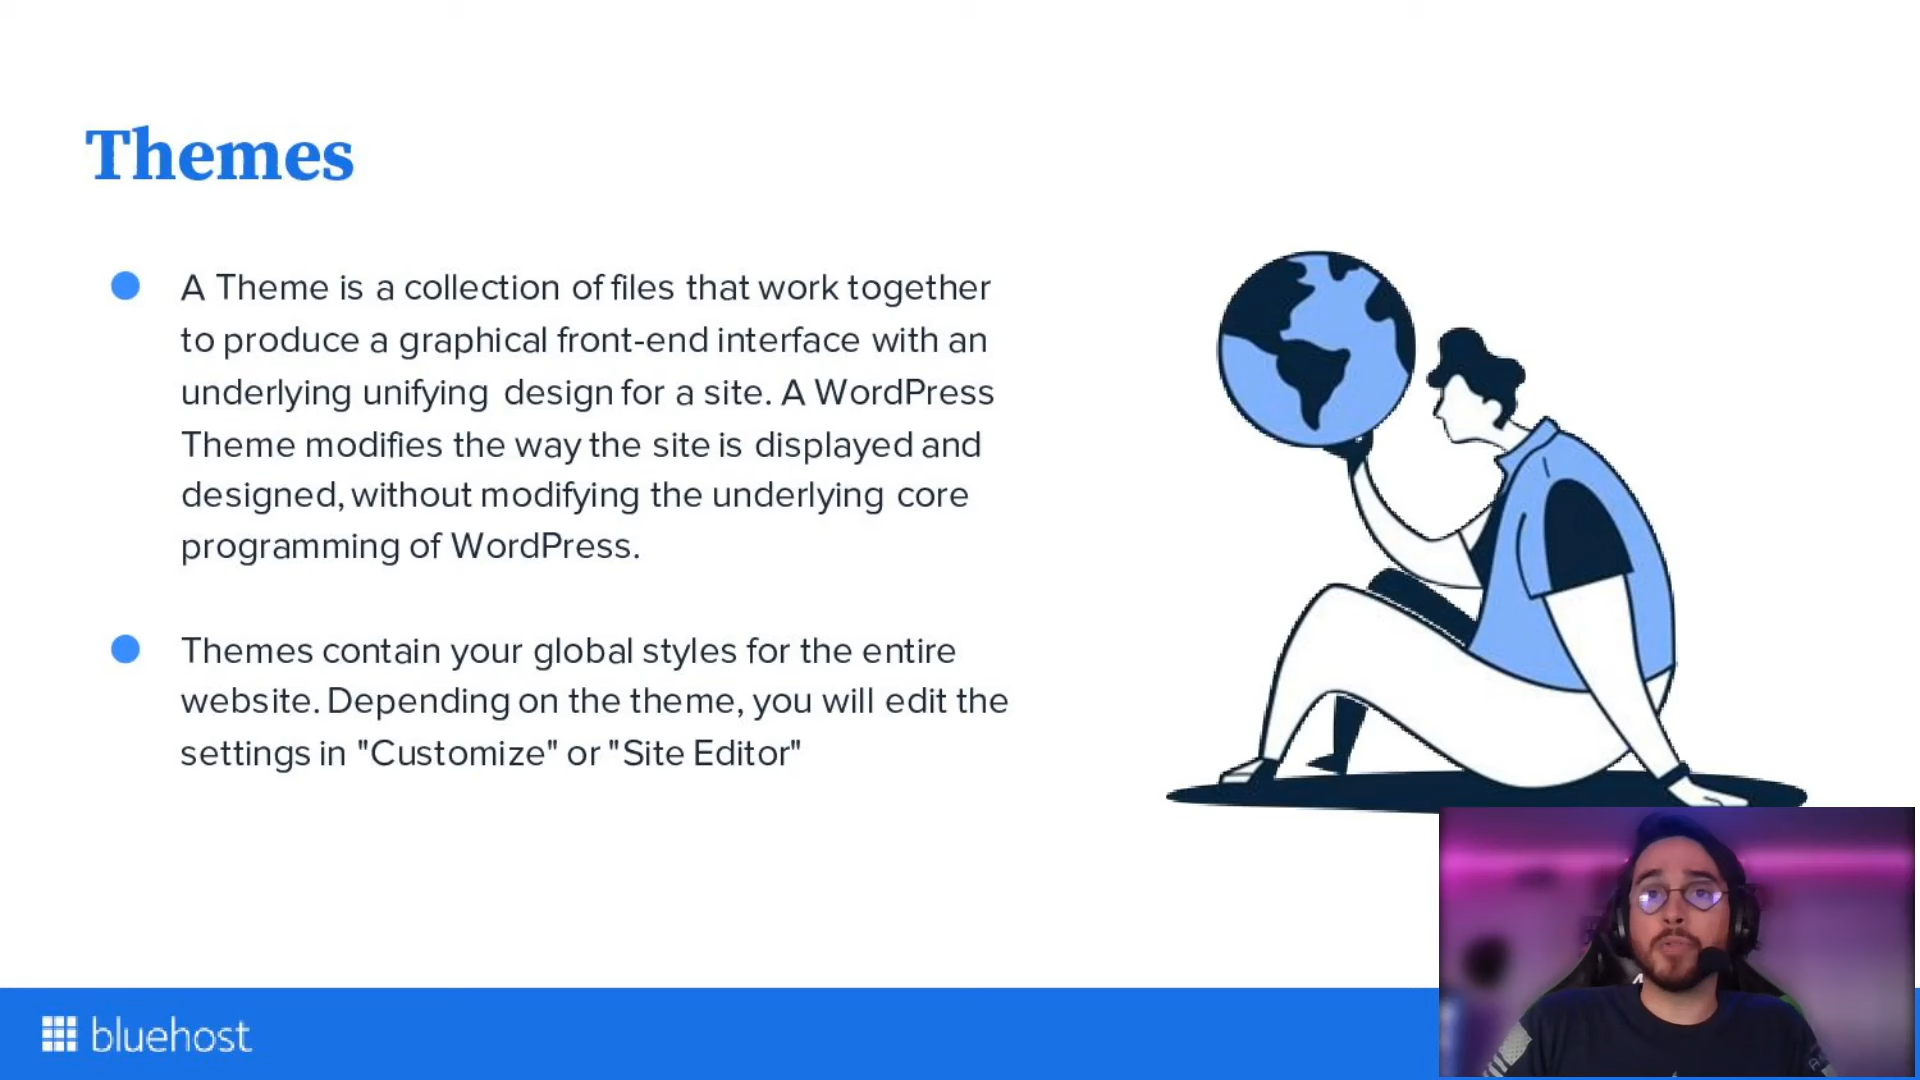 Themes
A Theme is a collection of files that work together
to produce a graphical front-end interface with an
underlying unifying design for a site. A WordPress
Theme modifies the way the site is displayed and
designed, without modifying the underlying core
programming of WordPress.
Themes contain your global styles for the entire
website. Depending on the theme, you will edit the
settings in "Customize" or "Site Editor"
bluehost